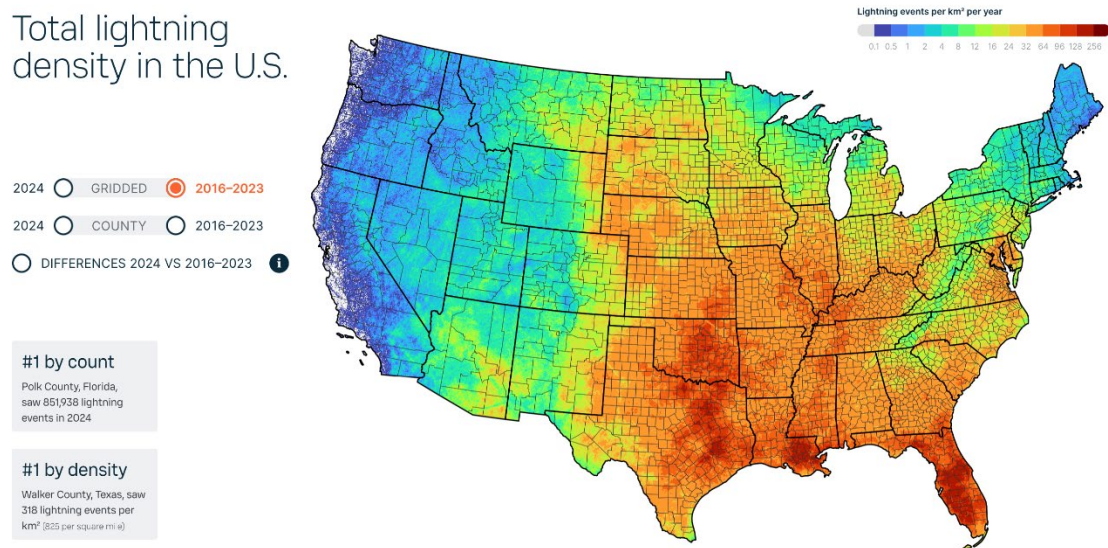 Total lightning
density in the U.S.
Lightning events per km² per year
0.1 0.5 1 2 4 8 12 16 24 32 64 96 128 256
2024 GRIDDED 2016–2023
2024 COUNTY 2016–2023
DIFFERENCES 2024 VS 2016–2023 i
#1 by count
Polk County, Florida,
saw 851,938 lightning
events in 2024
#1 by density
Walker County, Texas, saw
318 lightning events per
km² (825 per square mi e)